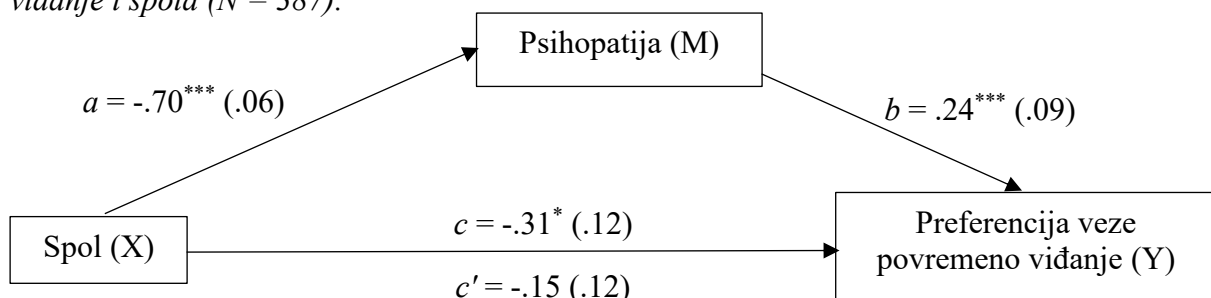 viđanje i spola (N = 387).
Psihopatija (M)
a = -.70*** (.06)
b = .24*** (.09)
Spol (X)
c = -.31* (.12)
c′ = -.15 (.12)
Preferencija veze
povremeno viđanje (Y)